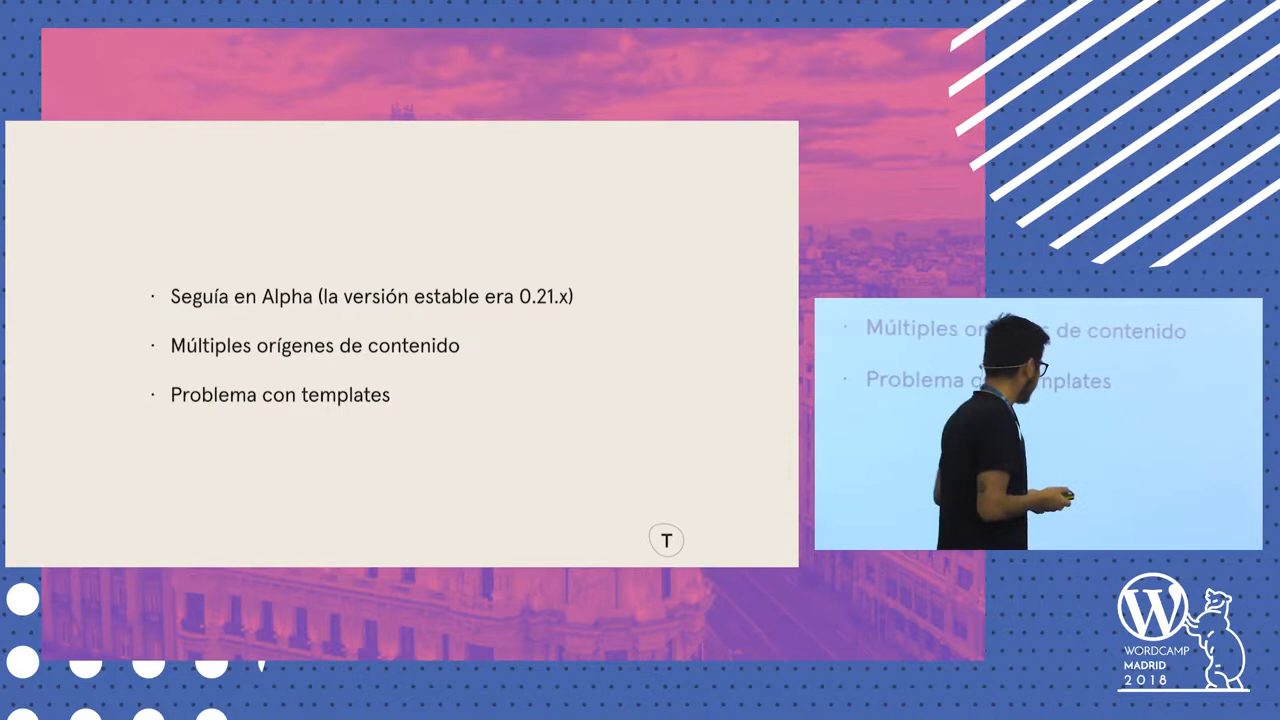 · Seguía en Alpha (la versión estable era 0.21.x)
· Múltiples orígenes de contenido
· Problema con templates
T
· Múltiples or s de contenido
· Problema mplates
W
WORDCAMP
MADRID
2018